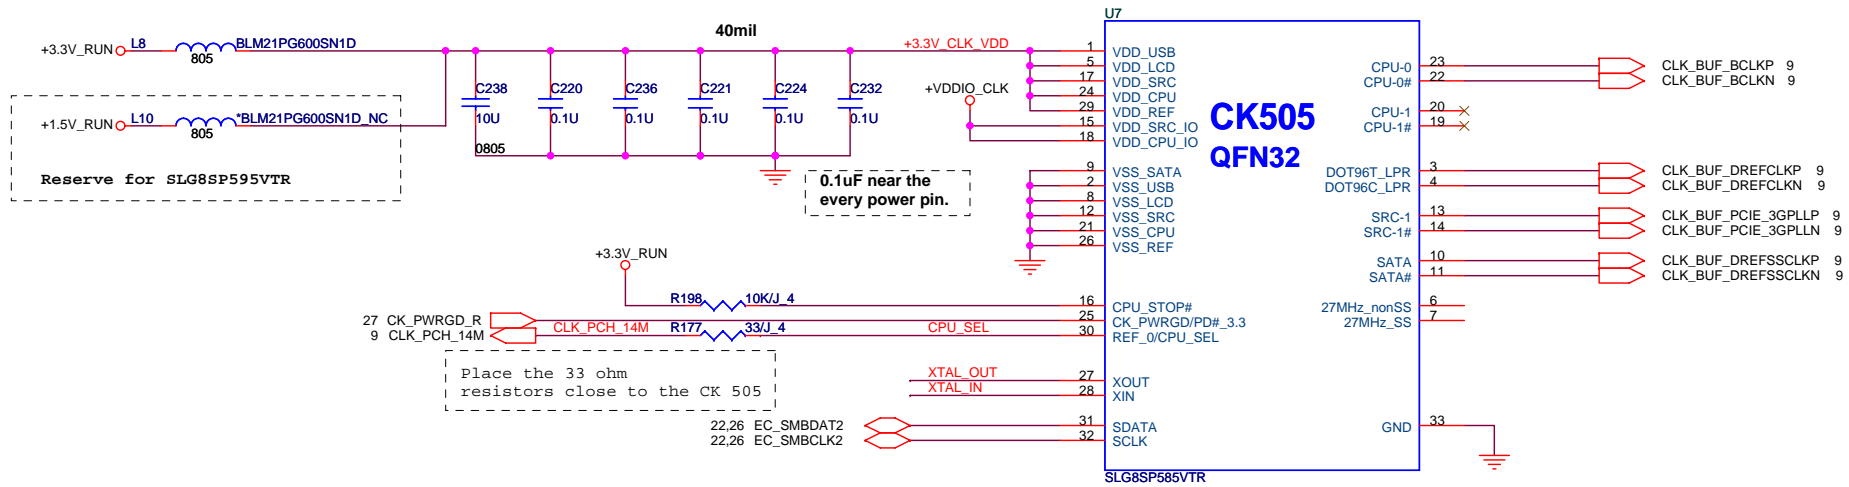 U7
40mil
+3.3V_RUN L8 BLM21PG600SN1D
805
+3.3V_CLK_VDD
+1.5V_RUN L10 *BLM21PG600SN1D_NC
805
Reserve for SLG8SP595VTR
C238 C220 C236 C221 C224 C232
10U 0.1U 0.1U 0.1U 0.1U 0.1U
0805
+VDDIO_CLK
0.1uF near the
every power pin.
+3.3V_RUN
R198 10K/J_4
27 CK_PWRGD_R
9 CLK_PCH_14M CLK_PCH_14M R177 33/J_4 CPU_SEL
Place the 33 ohm
resistors close to the CK 505
XTAL_OUT
XTAL_IN
22,26 EC_SMBDAT2
22,26 EC_SMBCLK2
1 VDD_USB
5 VDD_LCD
17 VDD_SRC
24 VDD_CPU
29 VDD_REF
15 VDD_SRC_IO
18 VDD_CPU_IO
9 VSS_SATA
2 VSS_USB
8 VSS_LCD
12 VSS_SRC
21 VSS_CPU
26 VSS_REF
16 CPU_STOP#
25 CK_PWRGD/PD#_3.3
30 REF_0/CPU_SEL
27 XOUT
28 XIN
31 SDATA
32 SCLK
CK505
QFN32
CPU-0 23 CLK_BUF_BCLKP 9
CPU-0# 22 CLK_BUF_BCLKN 9
CPU-1 20
CPU-1# 19
DOT96T_LPR 3 CLK_BUF_DREFCLKP 9
DOT96C_LPR 4 CLK_BUF_DREFCLKN 9
SRC-1 13 CLK_BUF_PCIE_3GPLLP 9
SRC-1# 14 CLK_BUF_PCIE_3GPLLN 9
SATA 10 CLK_BUF_DREFSSCLKP 9
SATA# 11 CLK_BUF_DREFSSCLKN 9
27MHz_nonSS 6
27MHz_SS 7
GND 33
SLG8SP585VTR